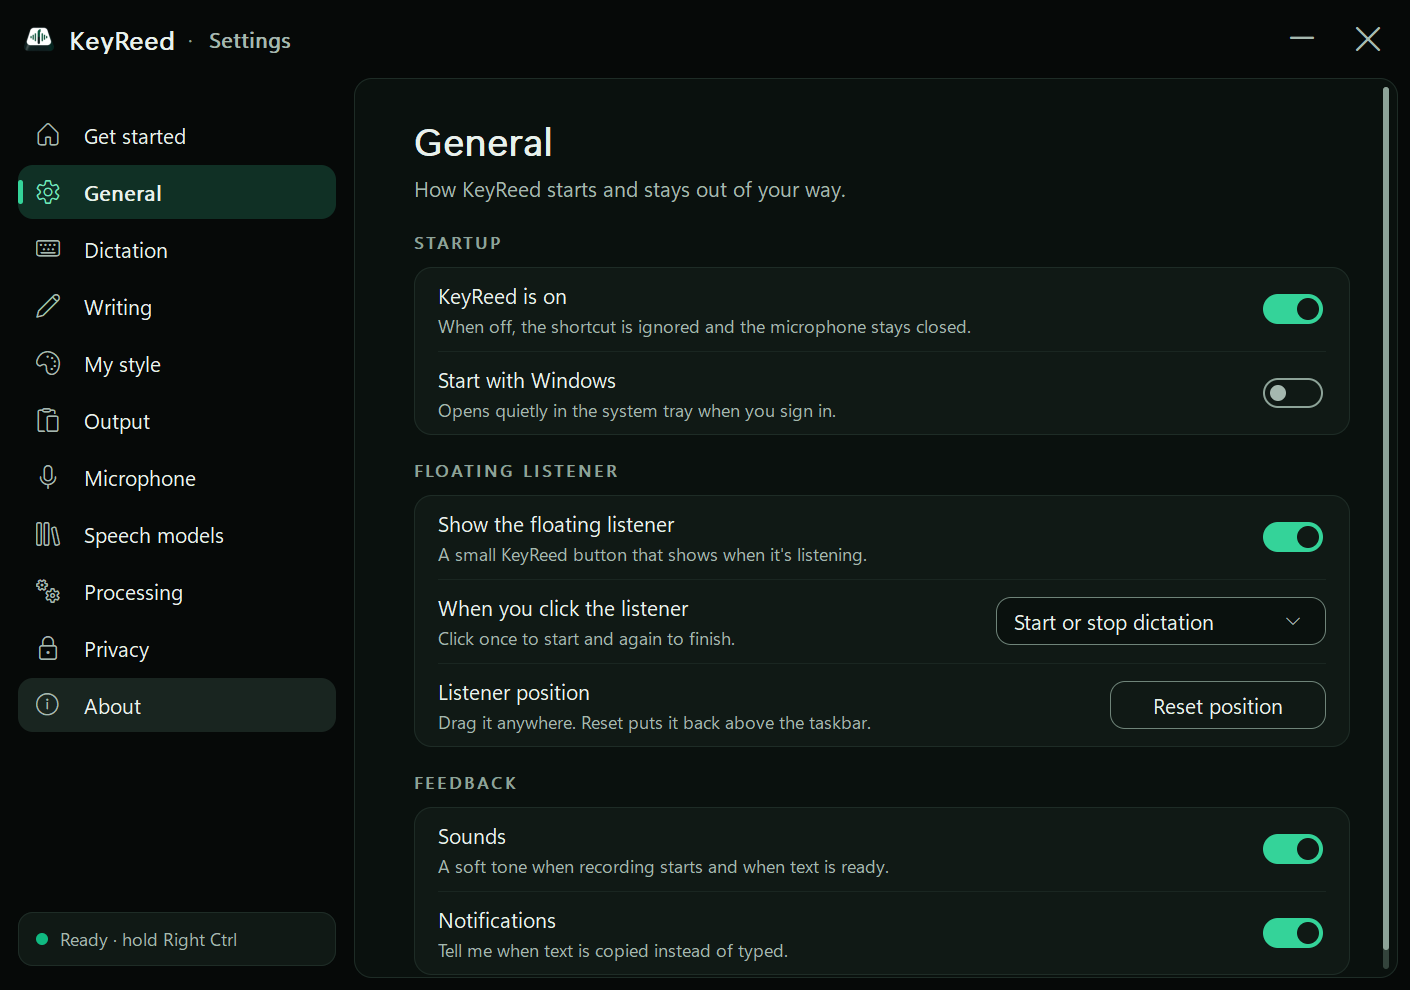 KeyReed · Settings
Get started
General
Dictation
Writing
My style
Output
Microphone
Speech models
Processing
Privacy
About
Ready · hold Right Ctrl
General
How KeyReed starts and stays out of your way.
STARTUP
KeyReed is on
When off, the shortcut is ignored and the microphone stays closed.
Start with Windows
Opens quietly in the system tray when you sign in.
FLOATING LISTENER
Show the floating listener
A small KeyReed button that shows when it's listening.
When you click the listener
Click once to start and again to finish.
Start or stop dictation
Listener position
Drag it anywhere. Reset puts it back above the taskbar.
Reset position
FEEDBACK
Sounds
A soft tone when recording starts and when text is ready.
Notifications
Tell me when text is copied instead of typed.